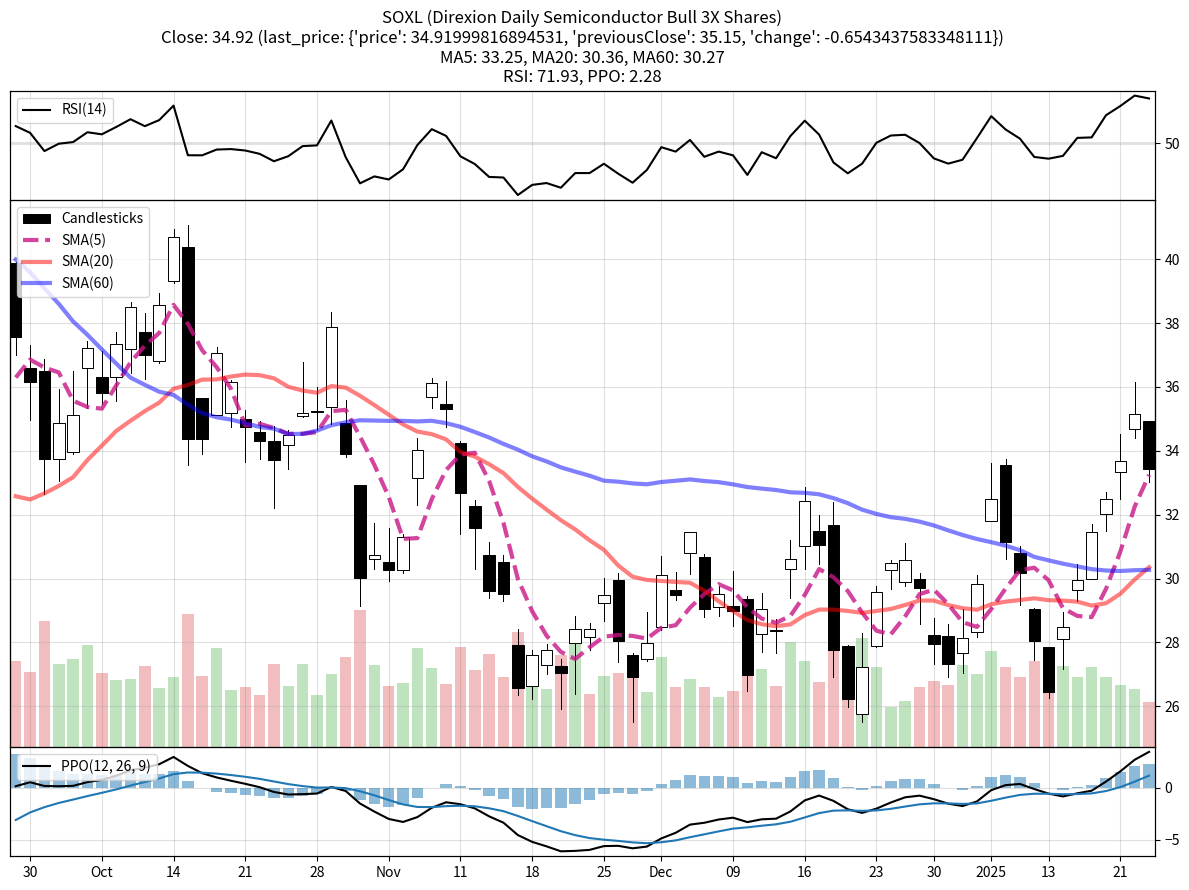 SOXL (Direxion Daily Semiconductor Bull 3X Shares)
Close: 34.92 (last_price: {'price': 34.91999816894531, 'previousClose': 35.15, 'change': -0.6543437583348111})
MA5: 33.25, MA20: 30.36, MA60: 30.27
RSI: 71.93, PPO: 2.28
RSI(14)
50
Candlesticks
SMA(5)
SMA(20)
SMA(60)
40
38
36
34
32
30
28
26
PPO(12, 26, 9)
0
−5
30 Oct 14 21 28 Nov 11 18 25 Dec 09 16 23 30 2025 13 21